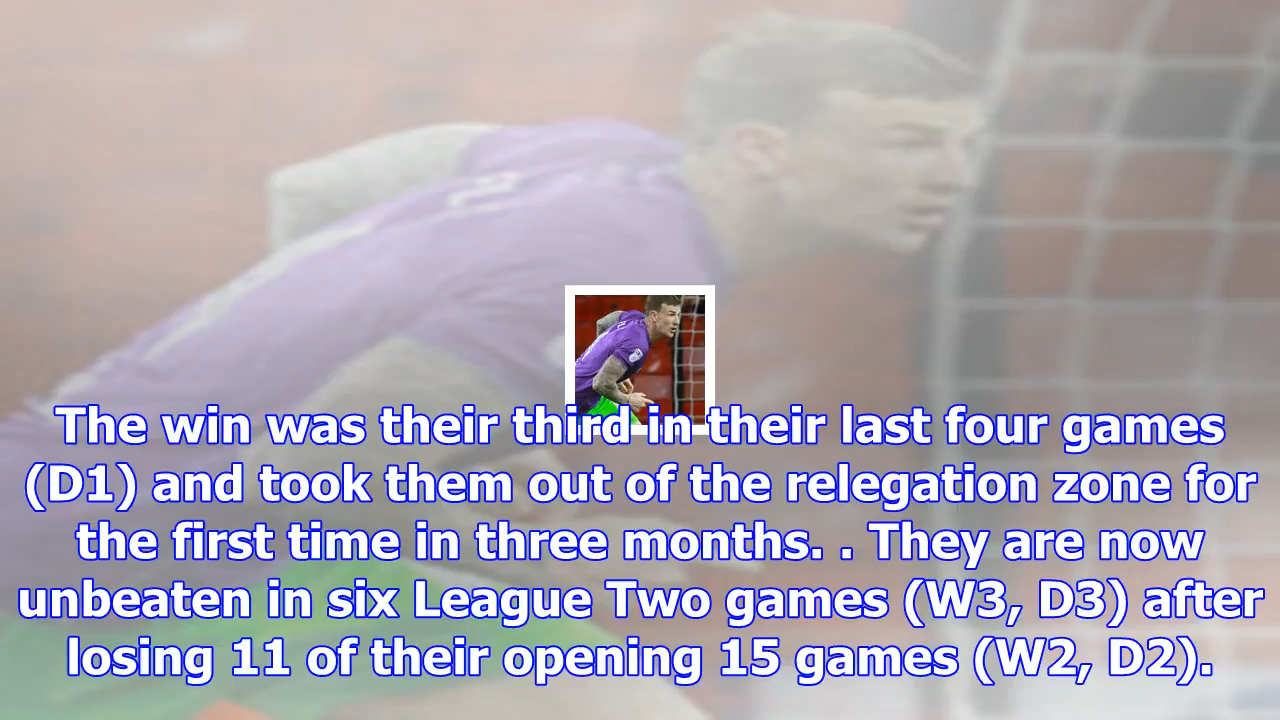 The win was their third in their last four games
(D1) and took them out of the relegation zone for
the first time in three months. . They are now
unbeaten in six League Two games (W3, D3) after
losing 11 of their opening 15 games (W2, D2).